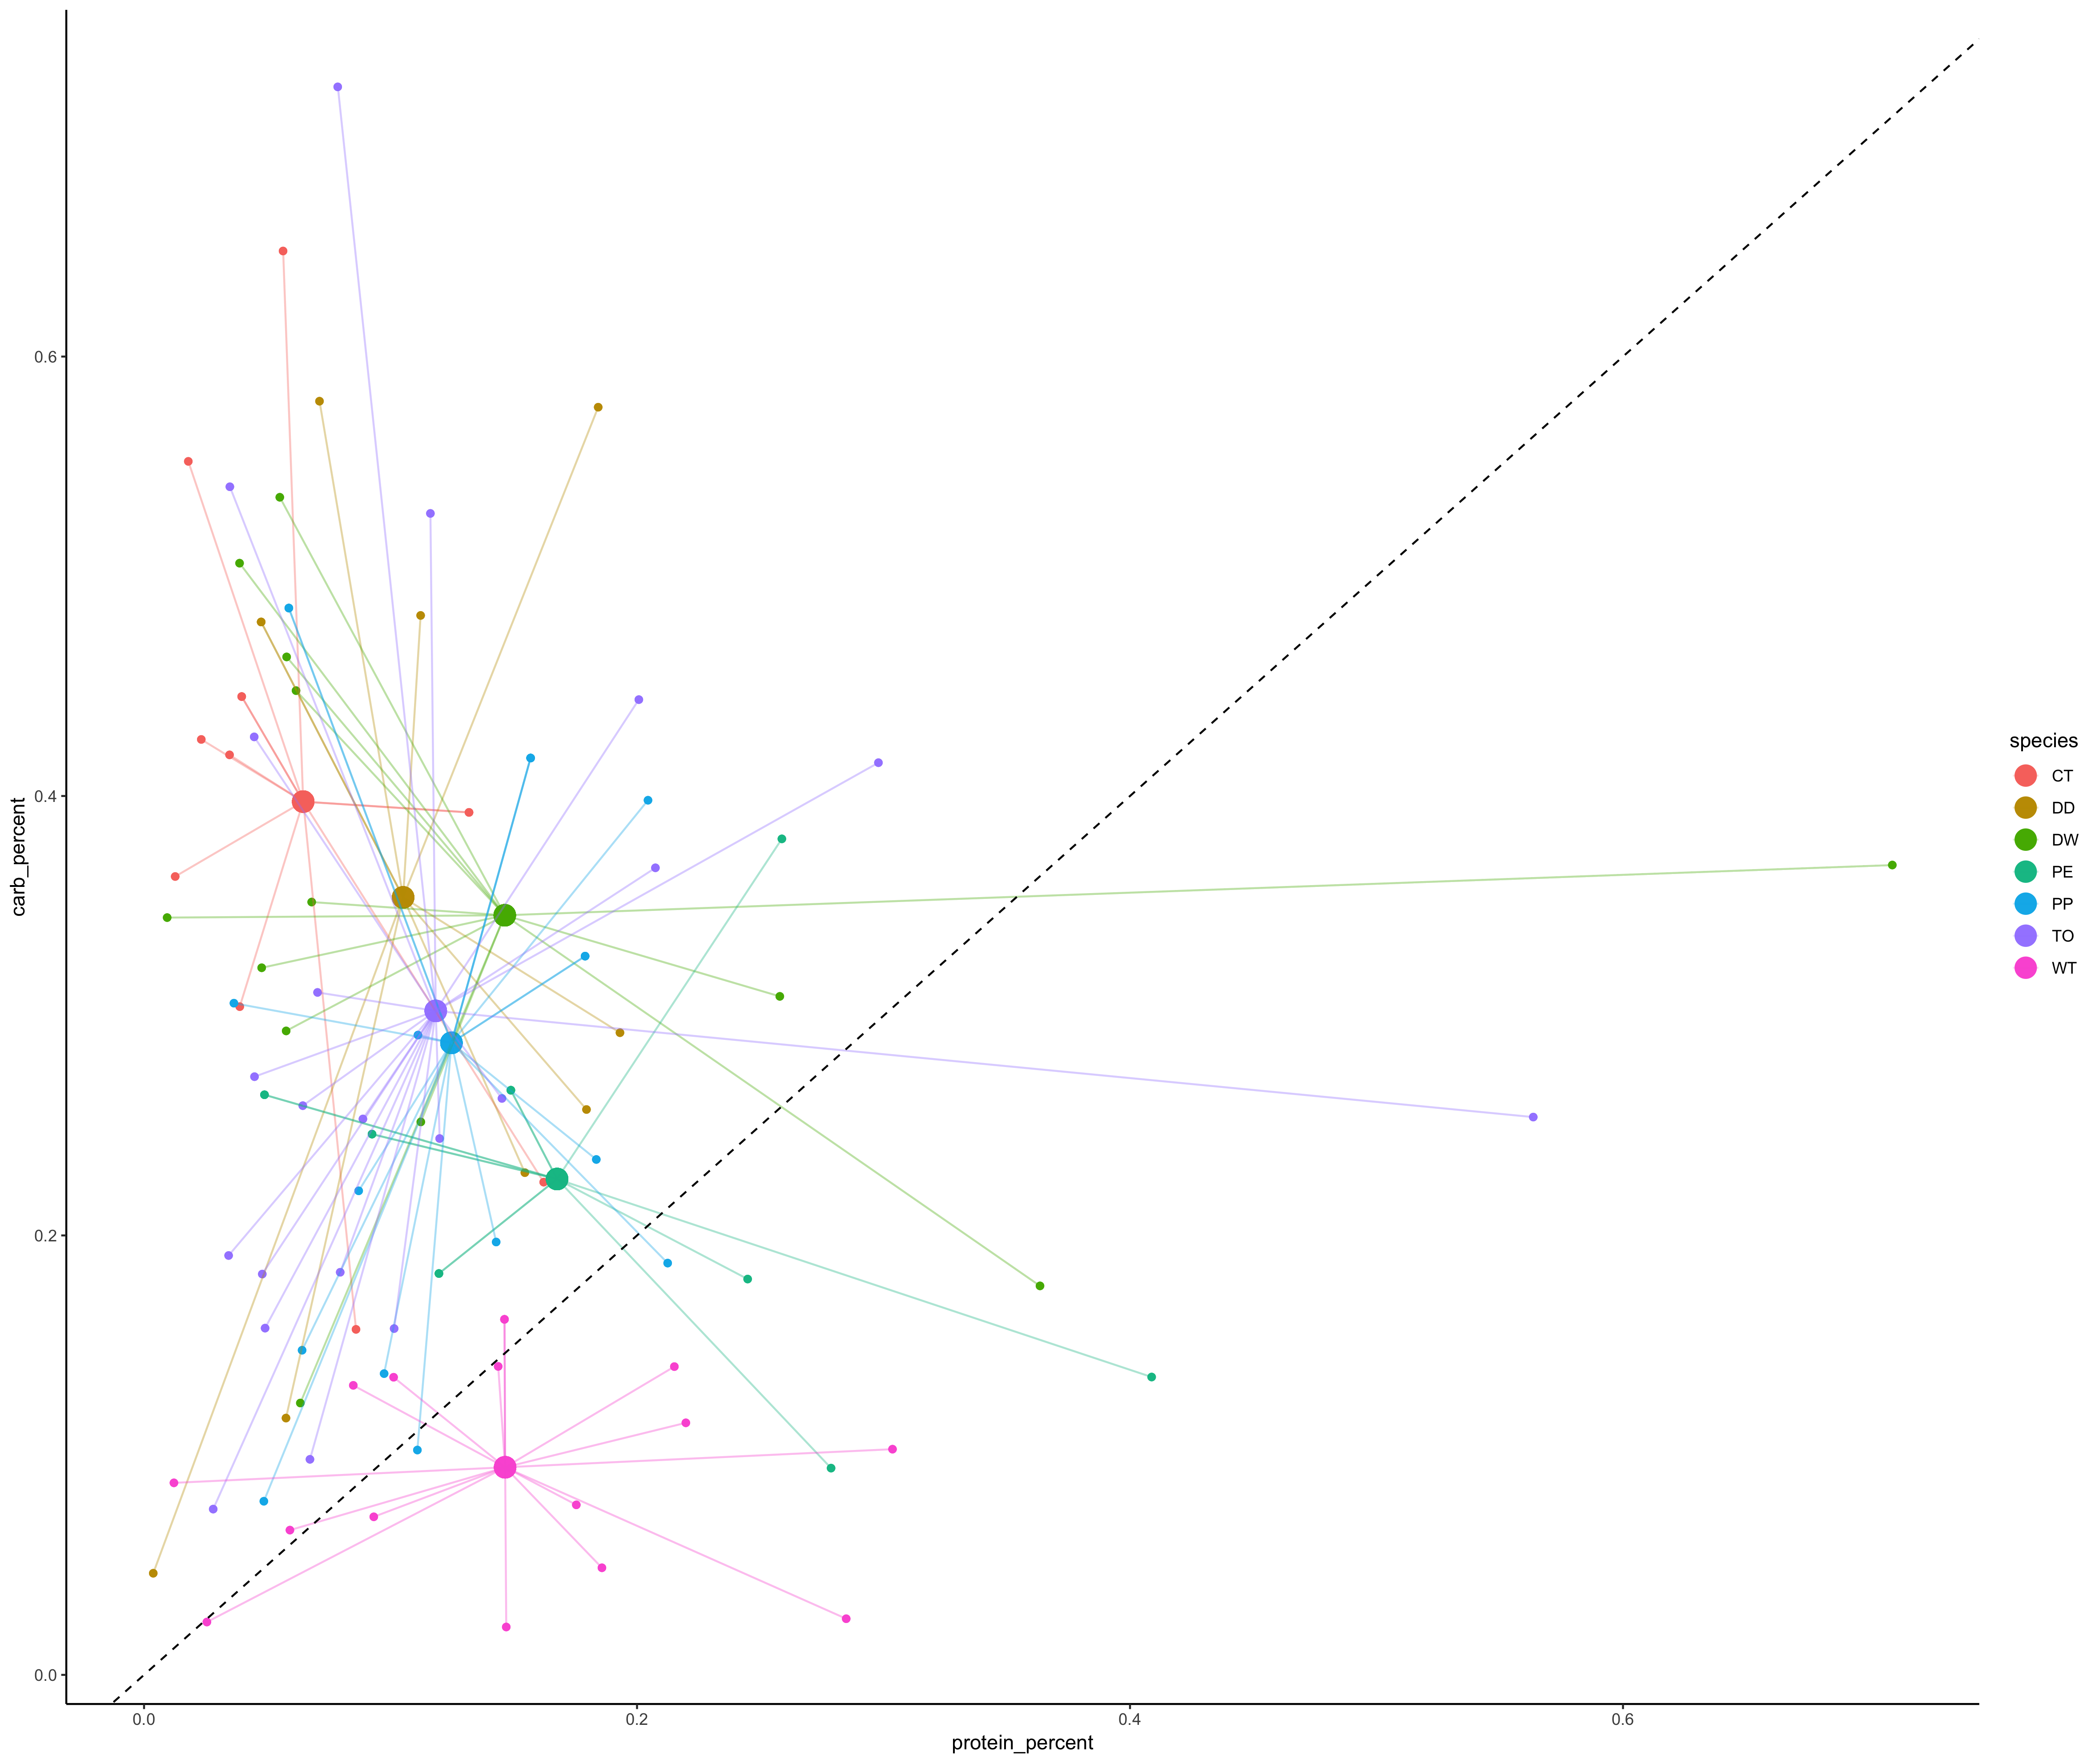 carb_percent
0.6
0.4
0.2
0.0
0.0
0.2
0.4
0.6
protein_percent
species
CT
DD
DW
PE
PP
TO
WT